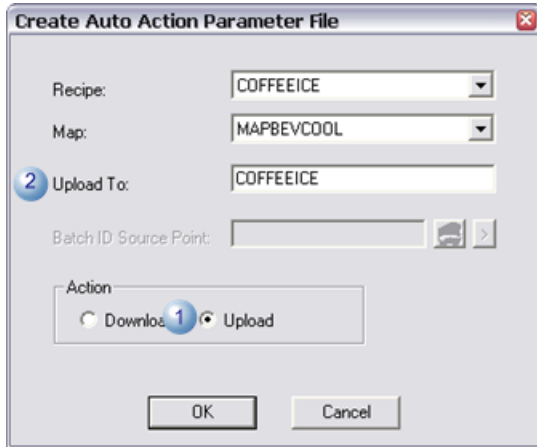 Create Auto Action Parameter File
Recipe: COFFEEICE
Map: MAPBEVCOOL
2 Upload To: COFFEEICE
Batch ID Source Point: >
Action
Downloa 1 Upload
OK Cancel